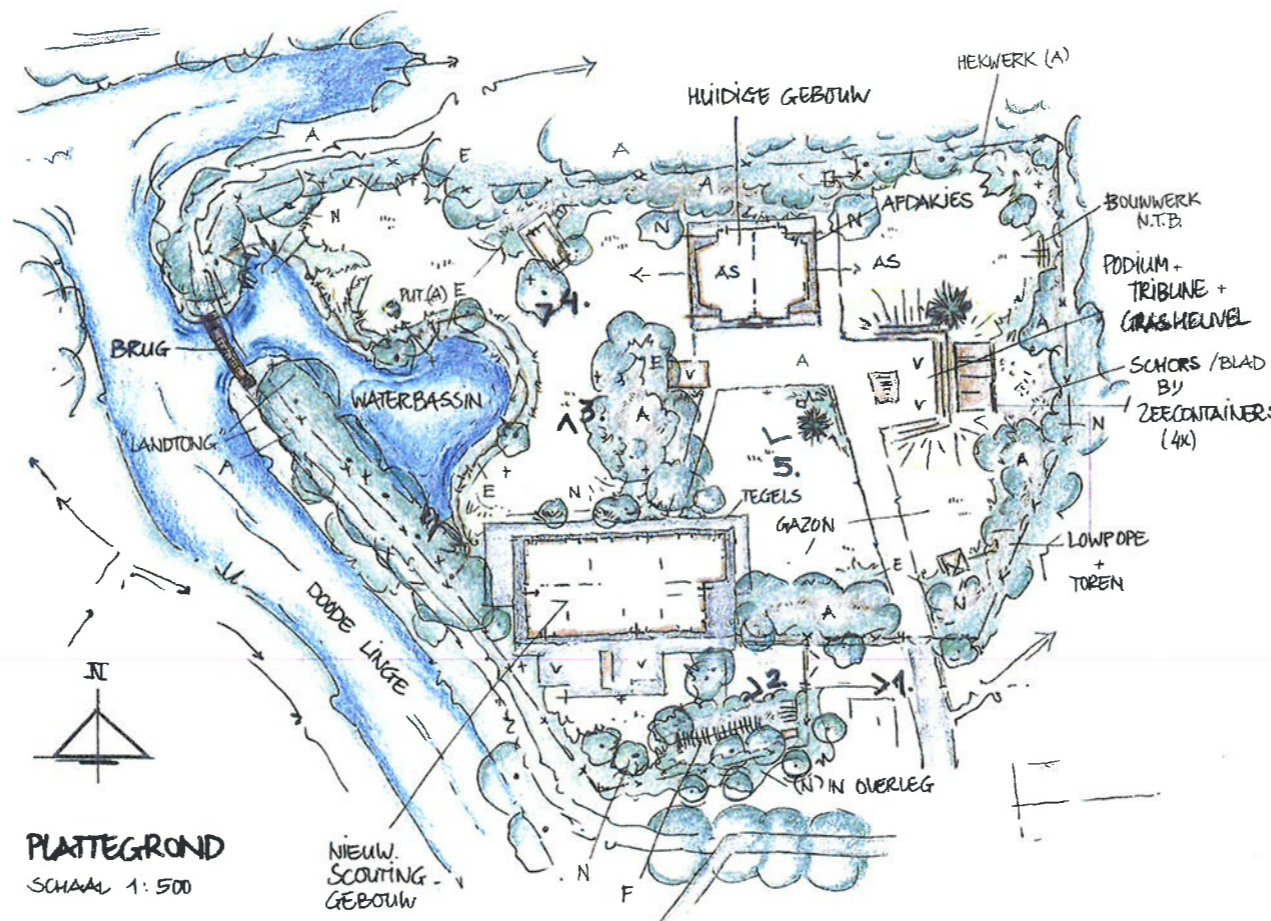 HEKWERK (A)
HUIDIGE GEBOUW
A
E
A
A
N
N
N
AFDAKJES
BOUWWERK
N.T.B.
AS
AS
PUT (A)
E
4.
PODIUM +
TRIBUNE +
GRASHEUVEL
A
BRUG
WATERBASSIN
E
V
A
V
V
SCHORS / BLAD
BIJ
ZEECONTAINERS
(4X)
N
"LANDTONG"
3.
A
A
5.
E
N
TEGELS
GAZON
E
LOWROPE
+
TOREN
N
A
DOODE LINGE
V
V
2.
1.
N
(N) IN OVERLEG
PLATTEGROND
SCHAAL 1:500
NIEUW.
SCOUTING-
GEBOUW
N
F